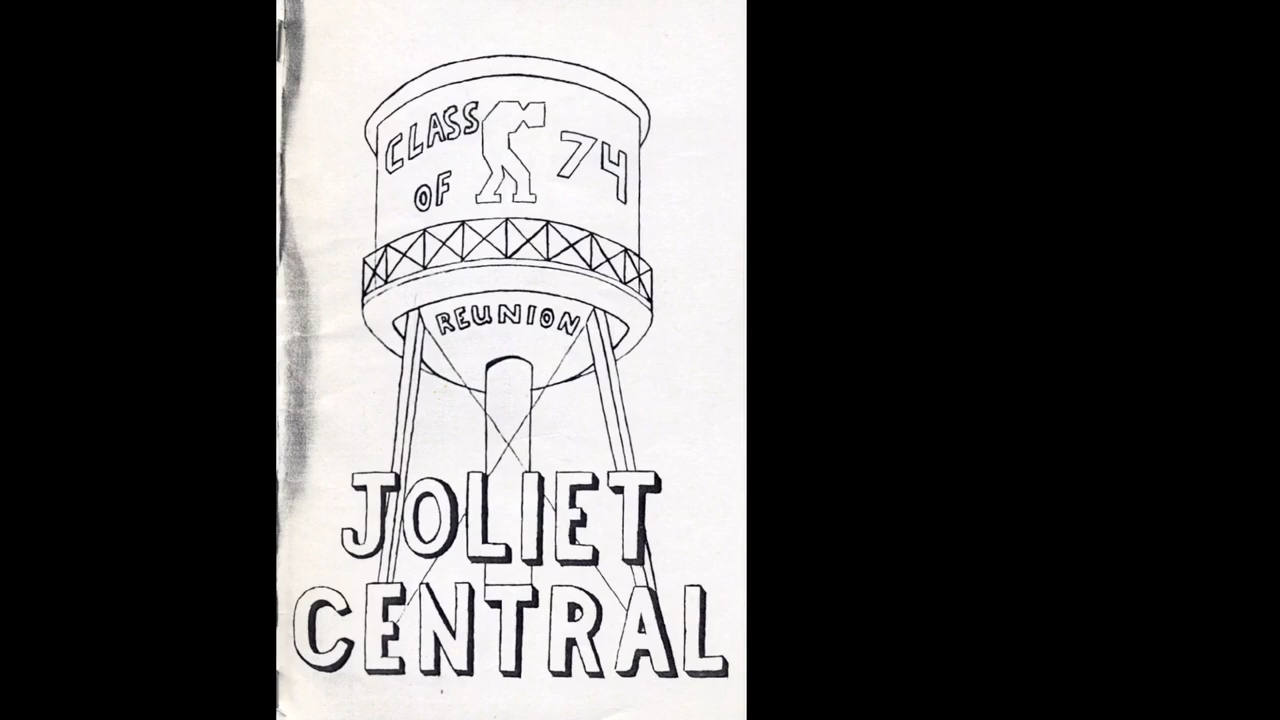 CLASS
OF
74
REUNION
JOLIET
CENTRAL